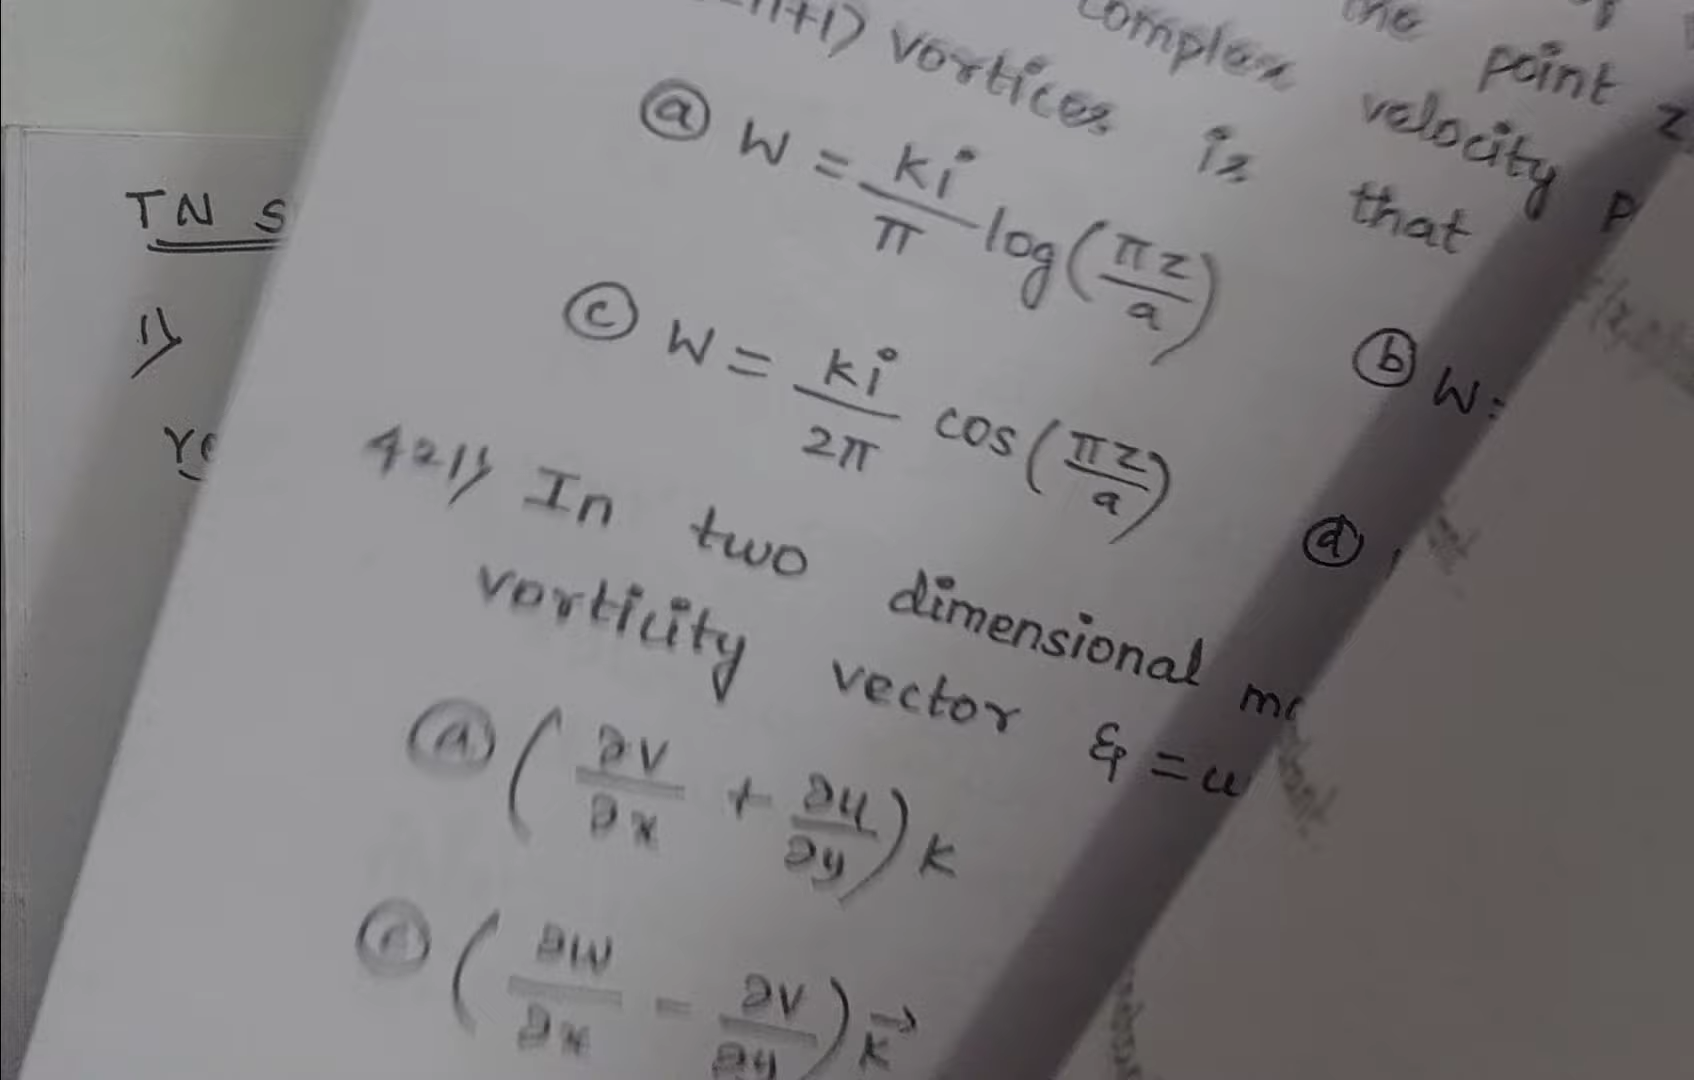 the
complex point z
n+1) vortices velocity P
is that
ⓐ W = ki/π log(πz/a)
ⓑ W =
ⓒ W = ki/2π cos(πz/a)
ⓓ
421) In two dimensional
vorticity vector ξ = u
ⓐ (∂v/∂x + ∂u/∂y) k
ⓒ (∂w/∂x - ∂v/∂y) k⃗
TN S
1)